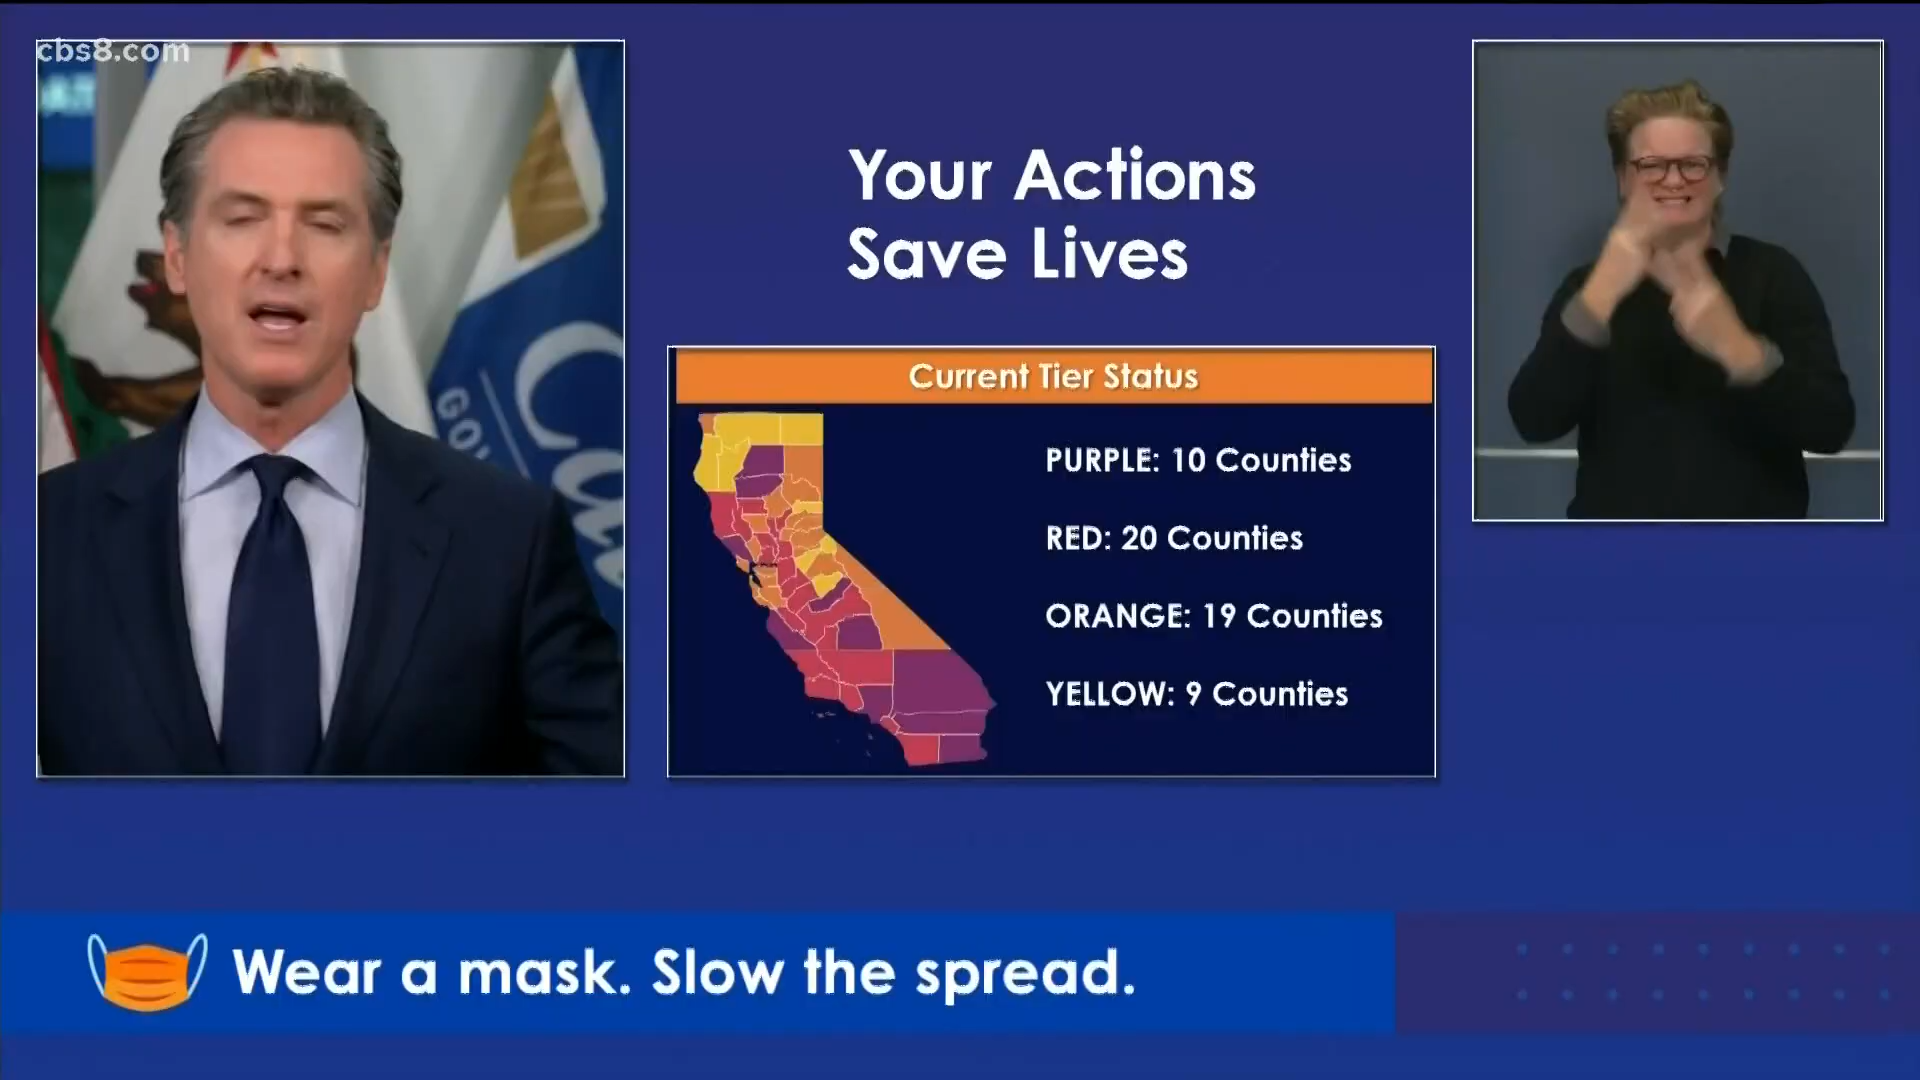 cbs8.com
Your Actions
Save Lives
Current Tier Status
PURPLE: 10 Counties
RED: 20 Counties
ORANGE: 19 Counties
YELLOW: 9 Counties
Wear a mask. Slow the spread.